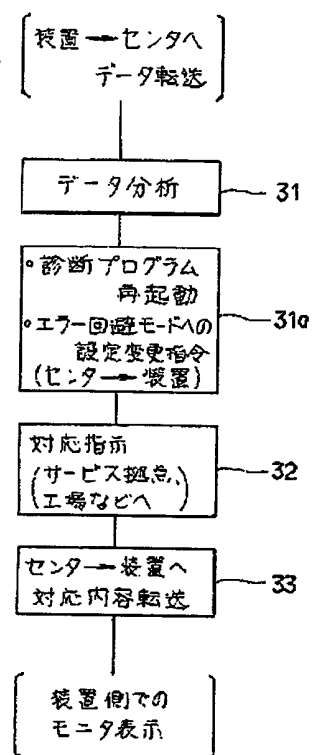 装置→センタへ
データ転送
データ分析
31
・診断プログラム
再起動
・エラー回避モードへの
設定変更指令
(センタ→装置)
31a
対応指示
(サービス拠点、
工場などへ)
32
センター→装置へ
対応内容転送
33
装置側での
モニタ表示